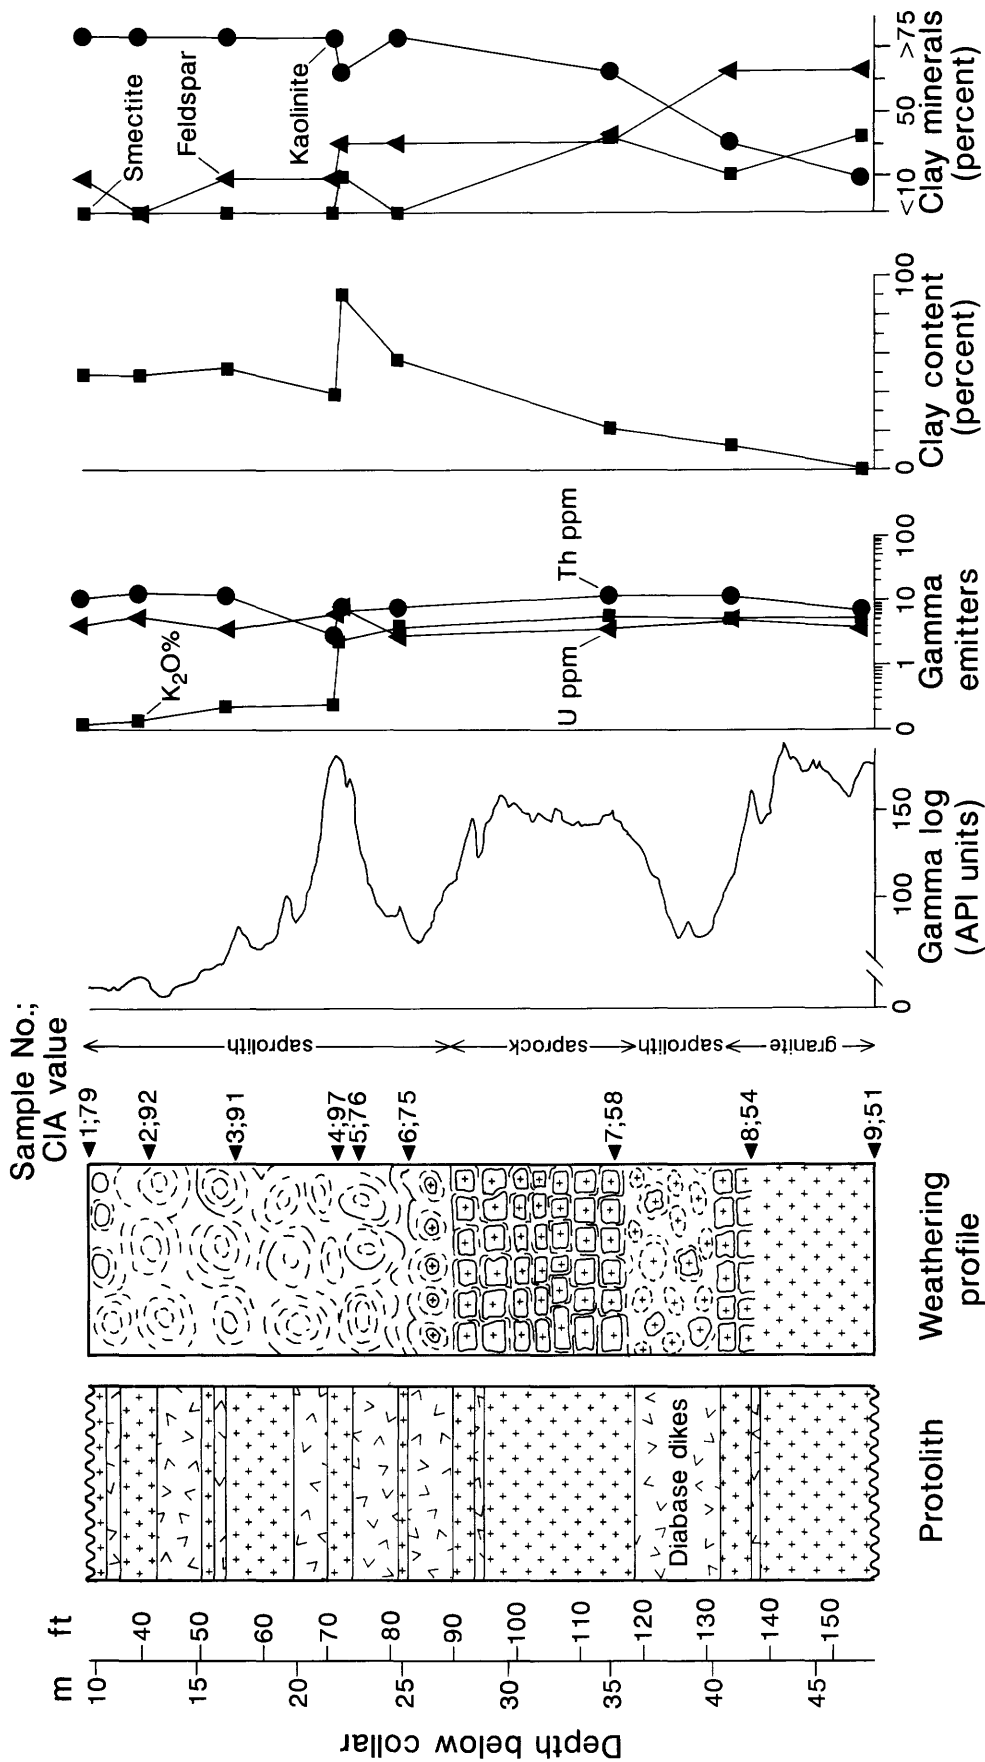 Depth below collar
m
ft
10
15
20
25
30
35
40
45
40
50
60
70
80
90
100
110
120
130
140
150
Protolith
Diabase dikes
Weathering
profile
Sample No.;
CIA value
1;79
2;92
3;91
4;97
5;76
6;75
7;58
8;54
9;51
saprolith
saprock
saprolith
granite
Gamma log
(API units)
0
100
150
Gamma
emitters
0
1
10
100
K2O%
U ppm
Th ppm
Clay content
(percent)
0
100
Clay minerals
(percent)
<10
50
>75
Smectite
Feldspar
Kaolinite